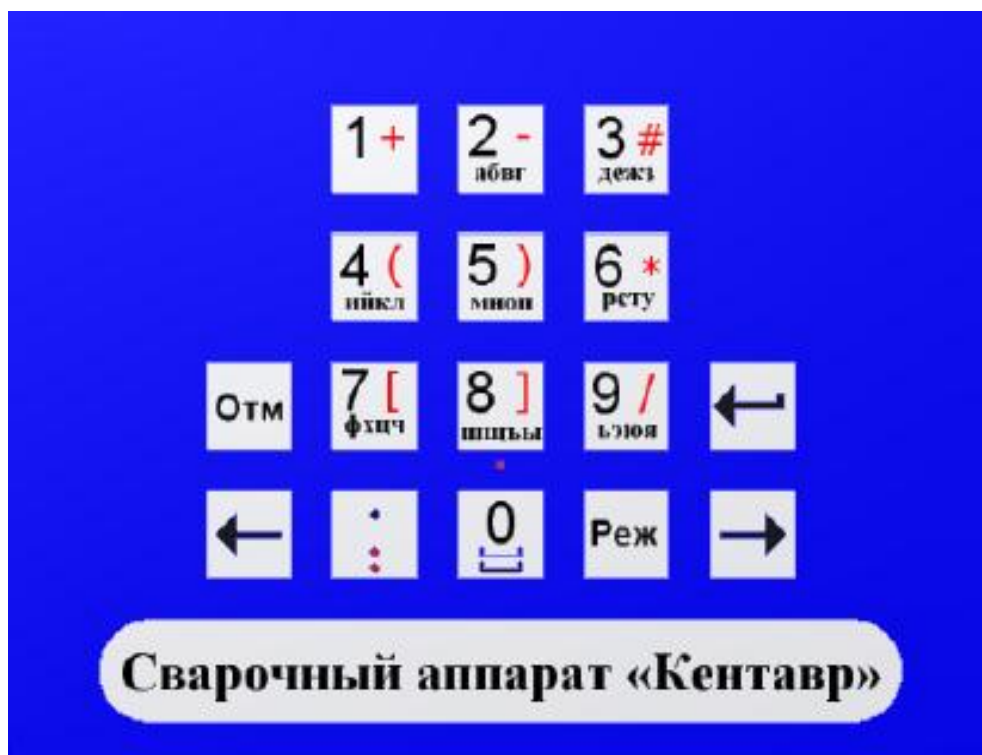 1 + 2 - 3 #
абвг дежз
4 ( 5 ) 6 *
ийкл мноп рсту
Отм 7 [ 8 ] 9 /
фхцч шщъы ьэюя
0 Реж
Сварочный аппарат «Кентавр»